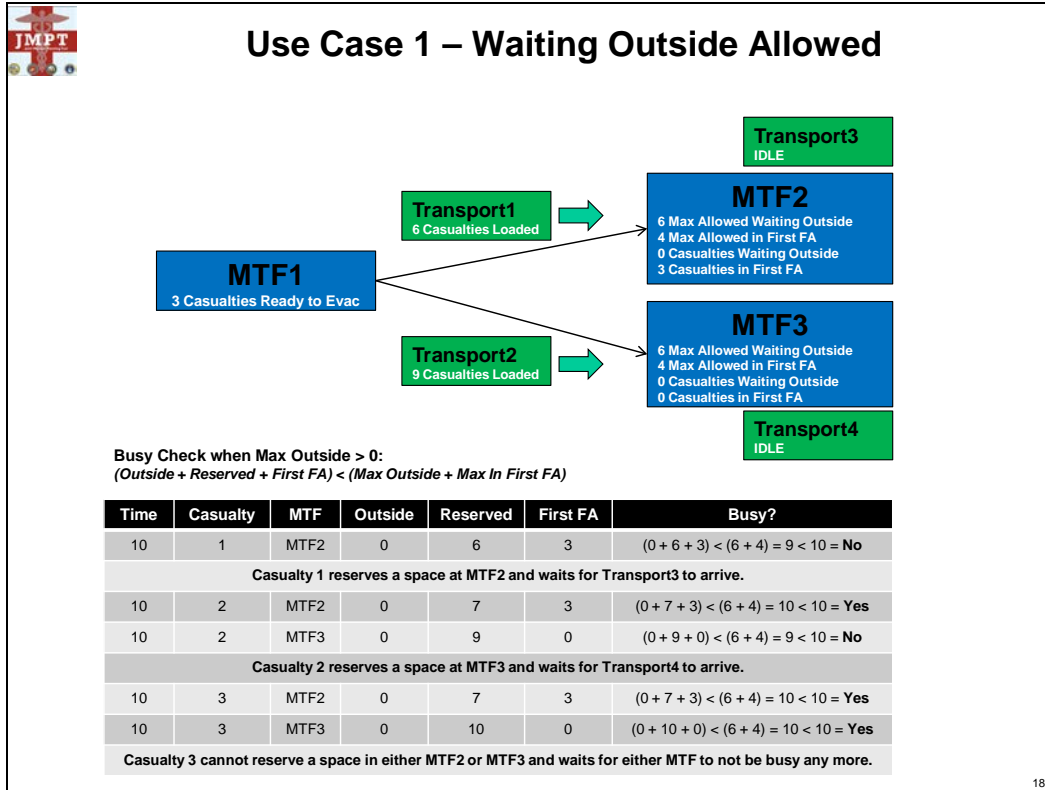 JMPT
Use Case 1 – Waiting Outside Allowed
Transport3
IDLE
Transport1
6 Casualties Loaded
MTF2
6 Max Allowed Waiting Outside
4 Max Allowed in First FA
0 Casualties Waiting Outside
3 Casualties in First FA
MTF1
3 Casualties Ready to Evac
MTF3
6 Max Allowed Waiting Outside
4 Max Allowed in First FA
0 Casualties Waiting Outside
0 Casualties in First FA
Transport2
9 Casualties Loaded
Transport4
IDLE
Busy Check when Max Outside > 0:
(Outside + Reserved + First FA) < (Max Outside + Max In First FA)
Time Casualty MTF Outside Reserved First FA Busy?
10 1 MTF2 0 6 3 (0 + 6 + 3) < (6 + 4) = 9 < 10 = No
Casualty 1 reserves a space at MTF2 and waits for Transport3 to arrive.
10 2 MTF2 0 7 3 (0 + 7 + 3) < (6 + 4) = 10 < 10 = Yes
10 2 MTF3 0 9 0 (0 + 9 + 0) < (6 + 4) = 9 < 10 = No
Casualty 2 reserves a space at MTF3 and waits for Transport4 to arrive.
10 3 MTF2 0 7 3 (0 + 7 + 3) < (6 + 4) = 10 < 10 = Yes
10 3 MTF3 0 10 0 (0 + 10 + 0) < (6 + 4) = 10 < 10 = Yes
Casualty 3 cannot reserve a space in either MTF2 or MTF3 and waits for either MTF to not be busy any more.
18